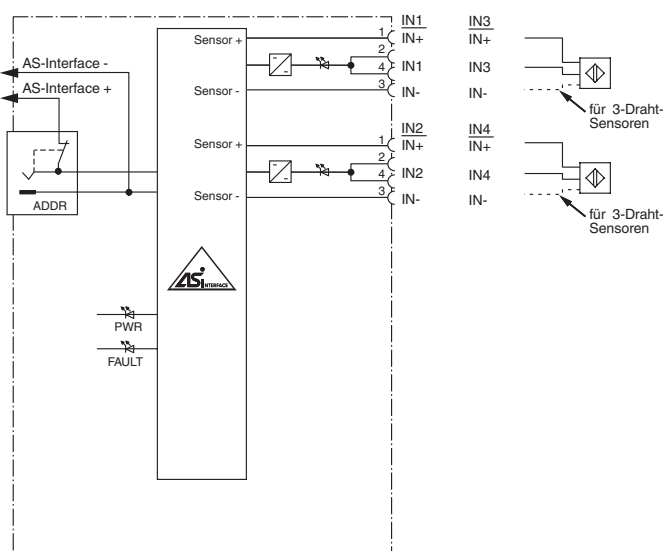 IN1
IN3
Sensor +
1
IN+
IN+
2
AS-Interface -
4
IN1
IN3
AS-Interface +
Sensor -
3
IN-
IN-
für 3-Draht-
Sensoren
IN2
IN4
Sensor +
1
IN+
IN+
2
4
IN2
IN4
ADDR
Sensor -
3
IN-
IN-
für 3-Draht-
Sensoren
ASi INTERFACE
PWR
FAULT